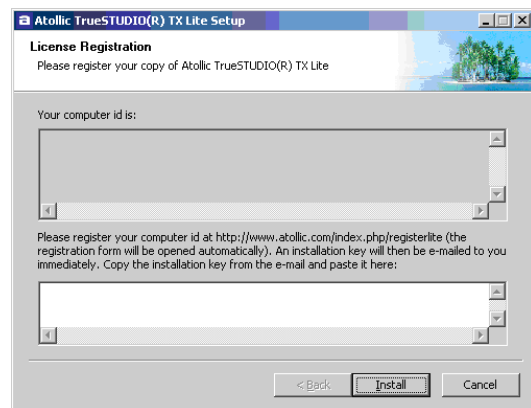 a Atollic TrueSTUDIO(R) TX Lite Setup
License Registration
Please register your copy of Atollic TrueSTUDIO(R) TX Lite
Your computer id is:
Please register your computer id at http://www.atollic.com/index.php/registerlite (the
registration form will be opened automatically). An installation key will then be e-mailed to you
immediately. Copy the installation key from the e-mail and paste it here:
< Back Install Cancel